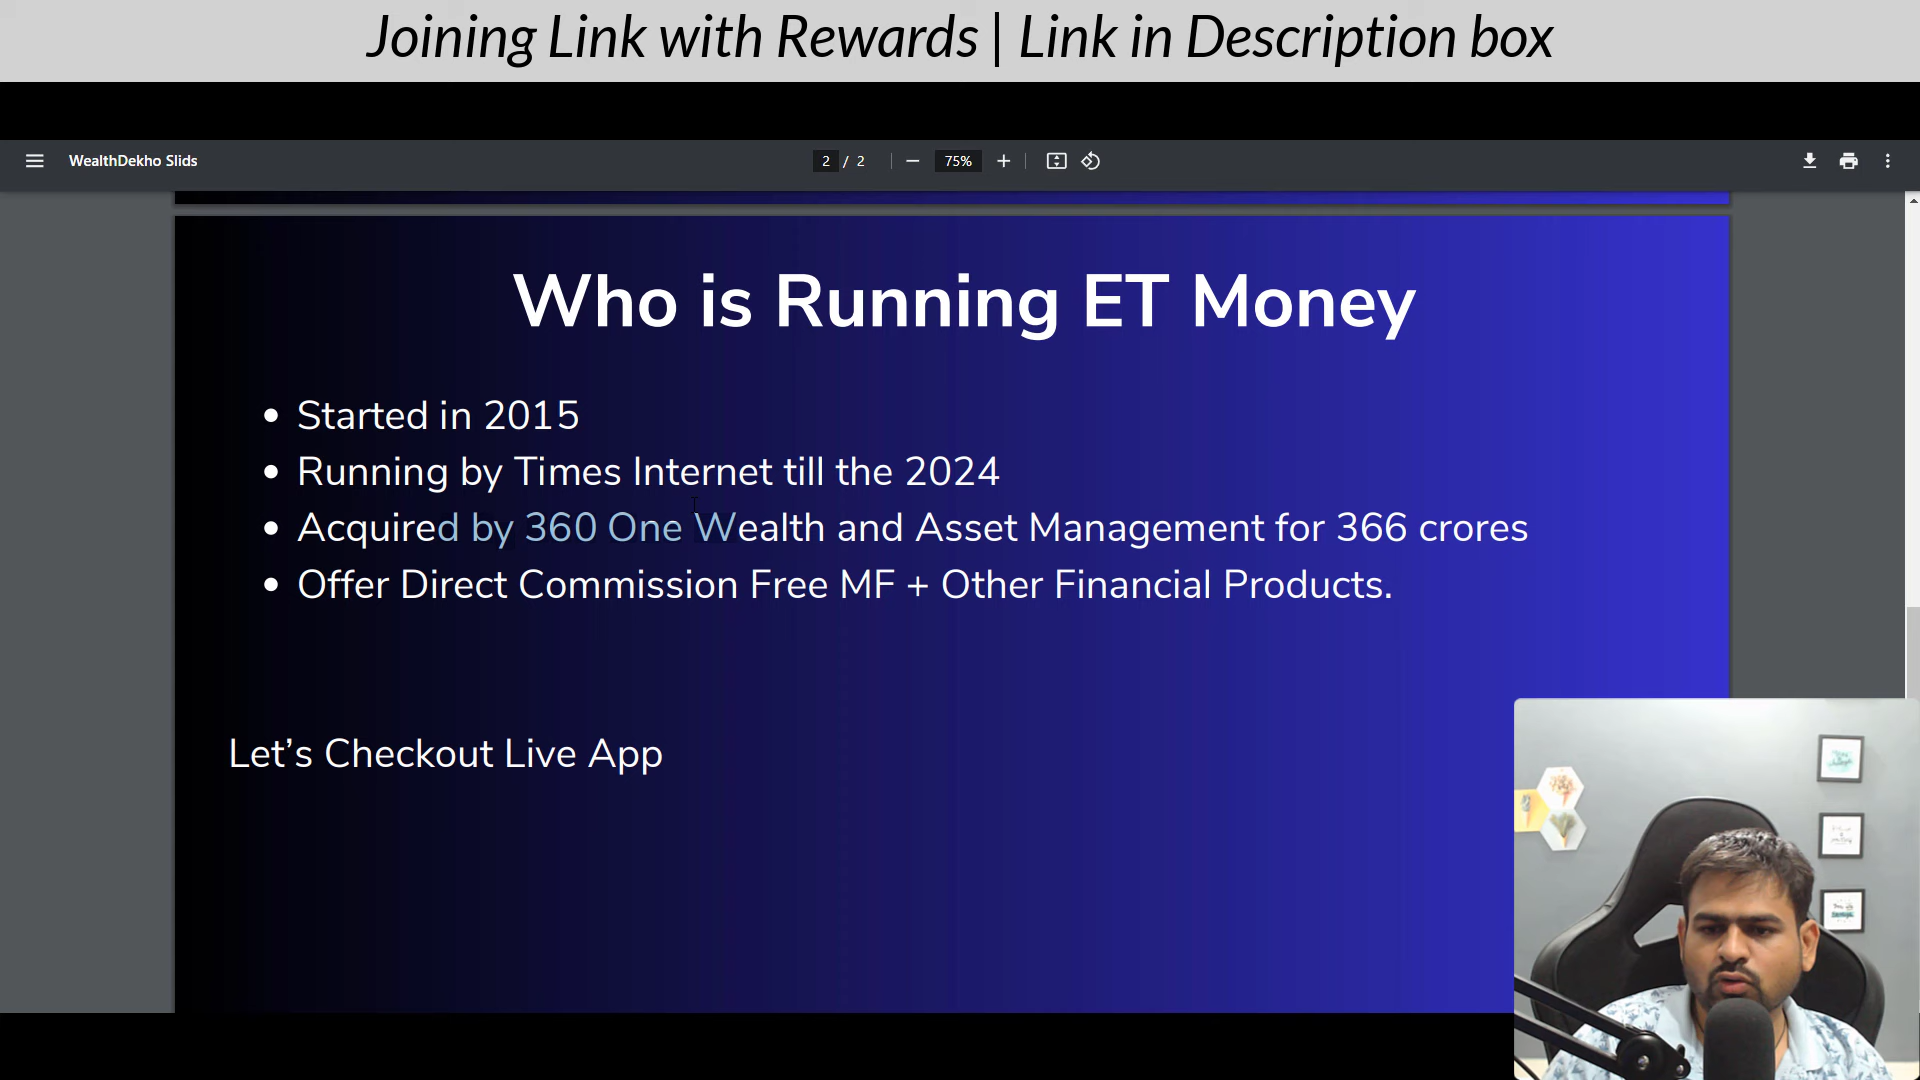 Joining Link with Rewards | Link in Description box
WealthDekho Slids
2 / 2
75%
Who is Running ET Money
Started in 2015
Running by Times Internet till the 2024
Acquired by 360 One Wealth and Asset Management for 366 crores
Offer Direct Commission Free MF + Other Financial Products.
Let’s Checkout Live App